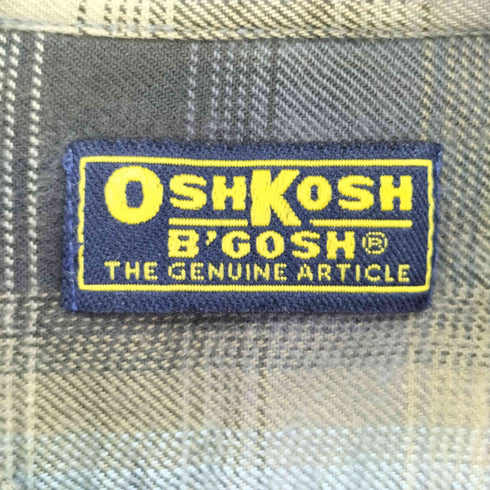 OSHKOSH
B'GOSH®
THE GENUINE ARTICLE